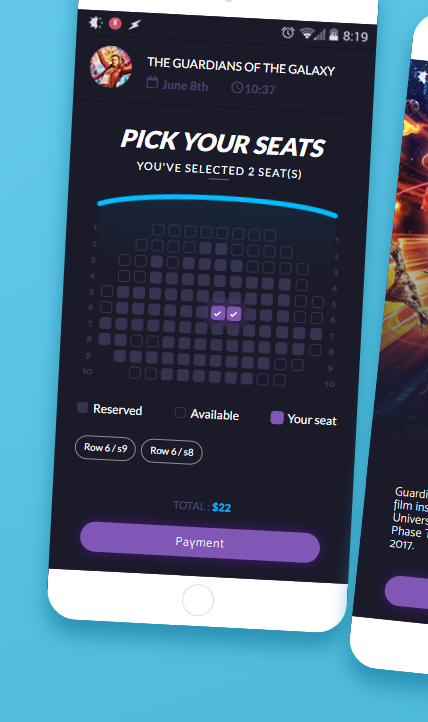 8:19
THE GUARDIANS OF THE GALAXY
June 8th 10:37
PICK YOUR SEATS
YOU'VE SELECTED 2 SEAT(S)
1 1
2 2
3 3
4 4
5 5
6 6
7 7
8 8
9 9
10 10
Reserved Available Your seat
Row 6 / s9 Row 6 / s8
TOTAL : $22
Payment
Guardi
film ins
Univers
Phase T
2017.